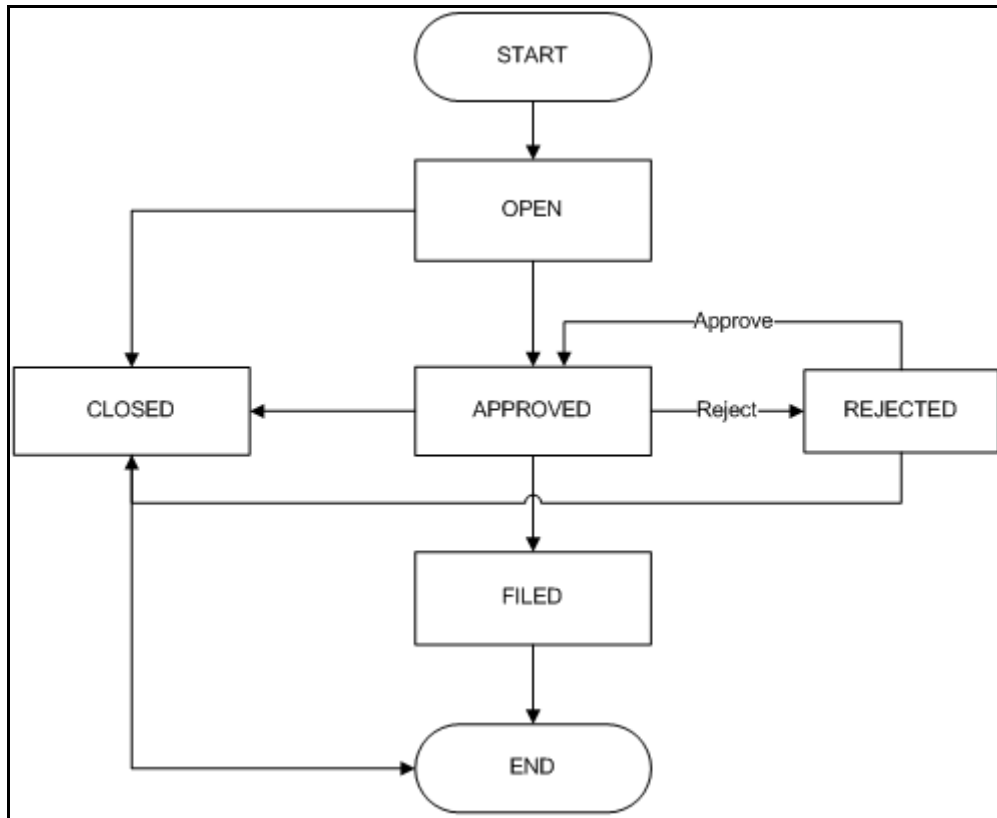 START
OPEN
Approve
CLOSED
APPROVED
Reject
REJECTED
FILED
END